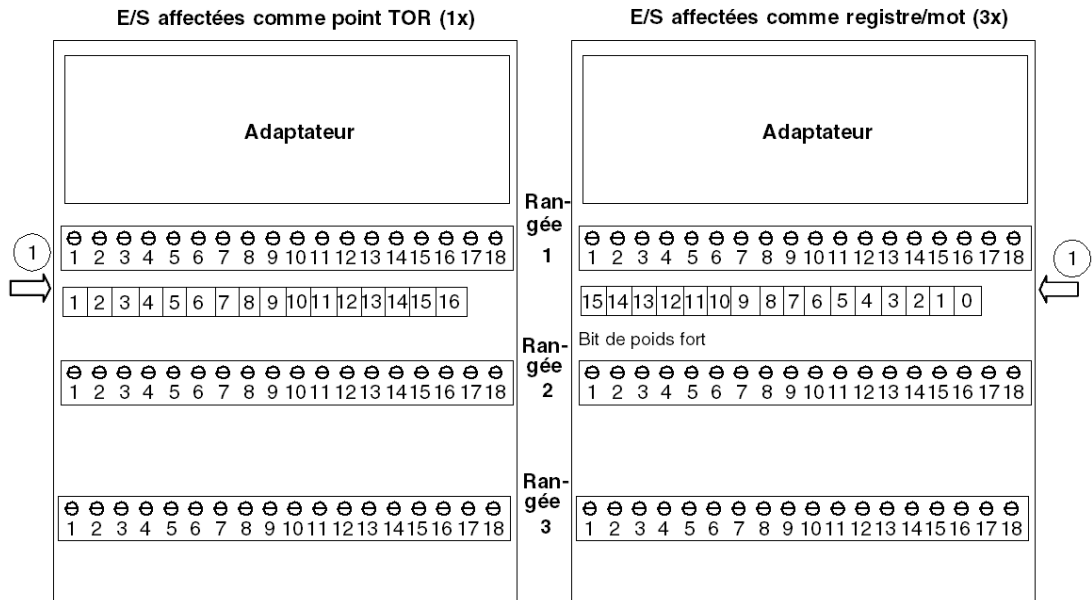 E/S affectées comme point TOR (1x)
E/S affectées comme registre/mot (3x)
Adaptateur
Adaptateur
Ran-
gée
1
1
1
1 2 3 4 5 6 7 8 9 10 11 12 13 14 15 16 17 18
1 2 3 4 5 6 7 8 9 10 11 12 13 14 15 16 17 18
1 2 3 4 5 6 7 8 9 10 11 12 13 14 15 16
15 14 13 12 11 10 9 8 7 6 5 4 3 2 1 0
Bit de poids fort
Ran-
gée
2
1 2 3 4 5 6 7 8 9 10 11 12 13 14 15 16 17 18
1 2 3 4 5 6 7 8 9 10 11 12 13 14 15 16 17 18
Ran-
gée
3
1 2 3 4 5 6 7 8 9 10 11 12 13 14 15 16 17 18
1 2 3 4 5 6 7 8 9 10 11 12 13 14 15 16 17 18